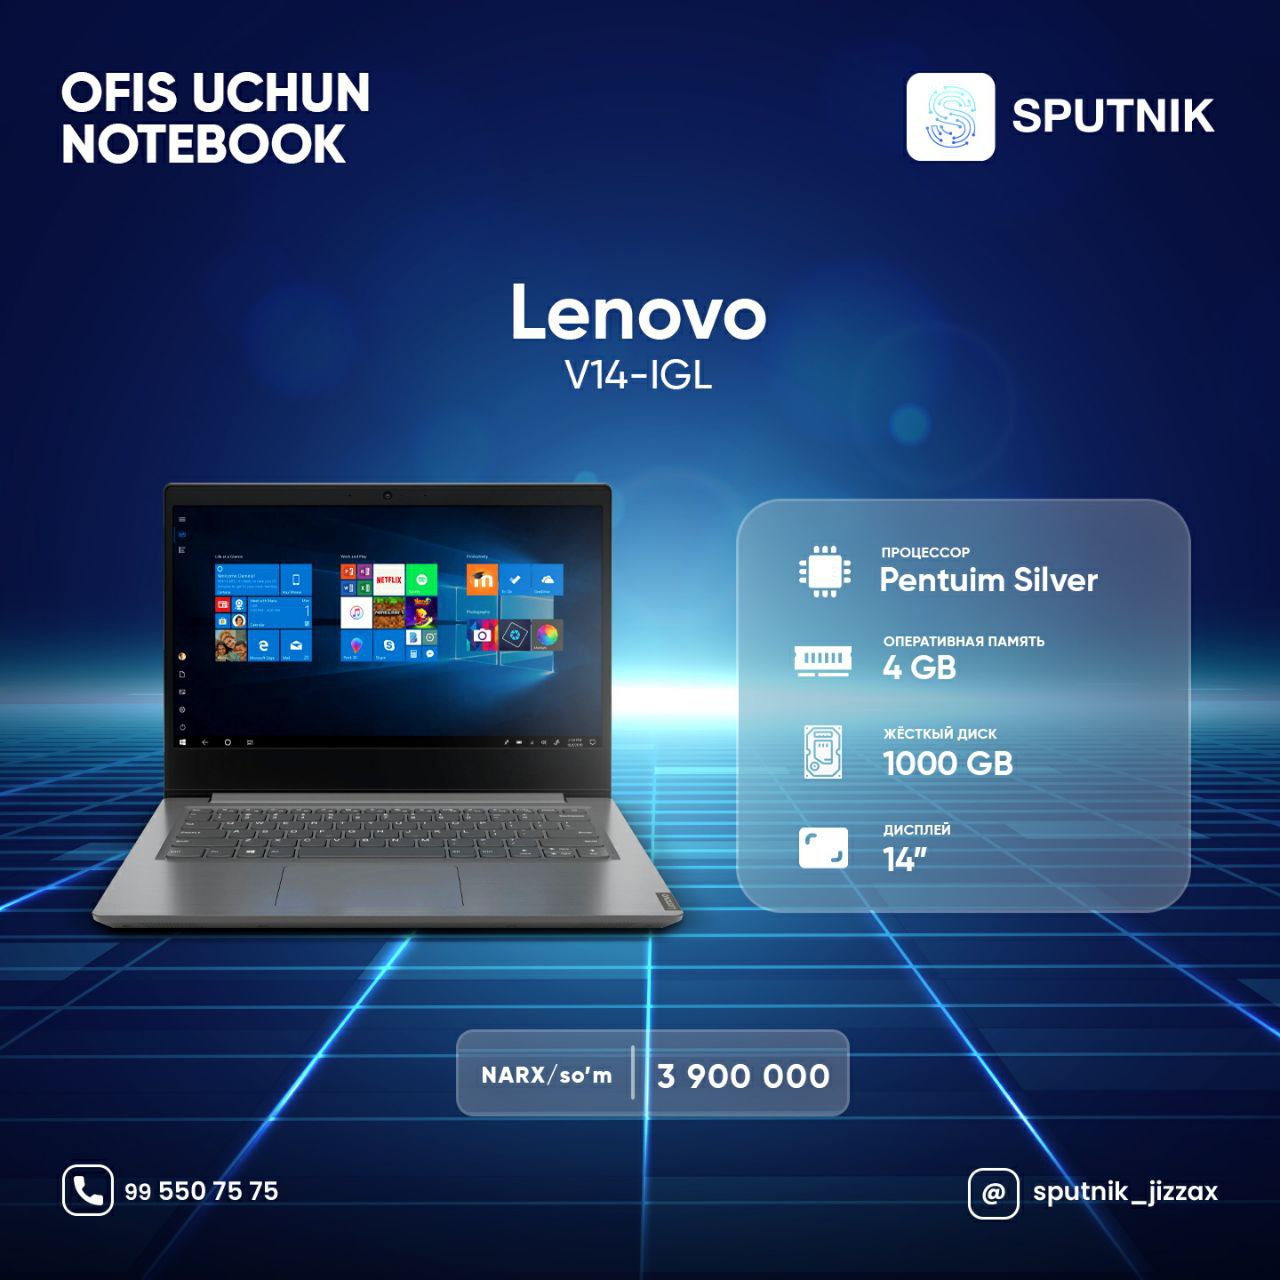 OFIS UCHUN
NOTEBOOK
SPUTNIK
Lenovo
V14-IGL
NETFLIX
ПРОЦЕССОР
Pentuim Silver
ОПЕРАТИВНАЯ ПАМЯТЬ
4 GB
ЖЁСТКИЙ ДИСК
1000 GB
ДИСПЛЕЙ
14”
NARX/so’m
3 900 000
99 550 75 75
@ sputnik_jizzax